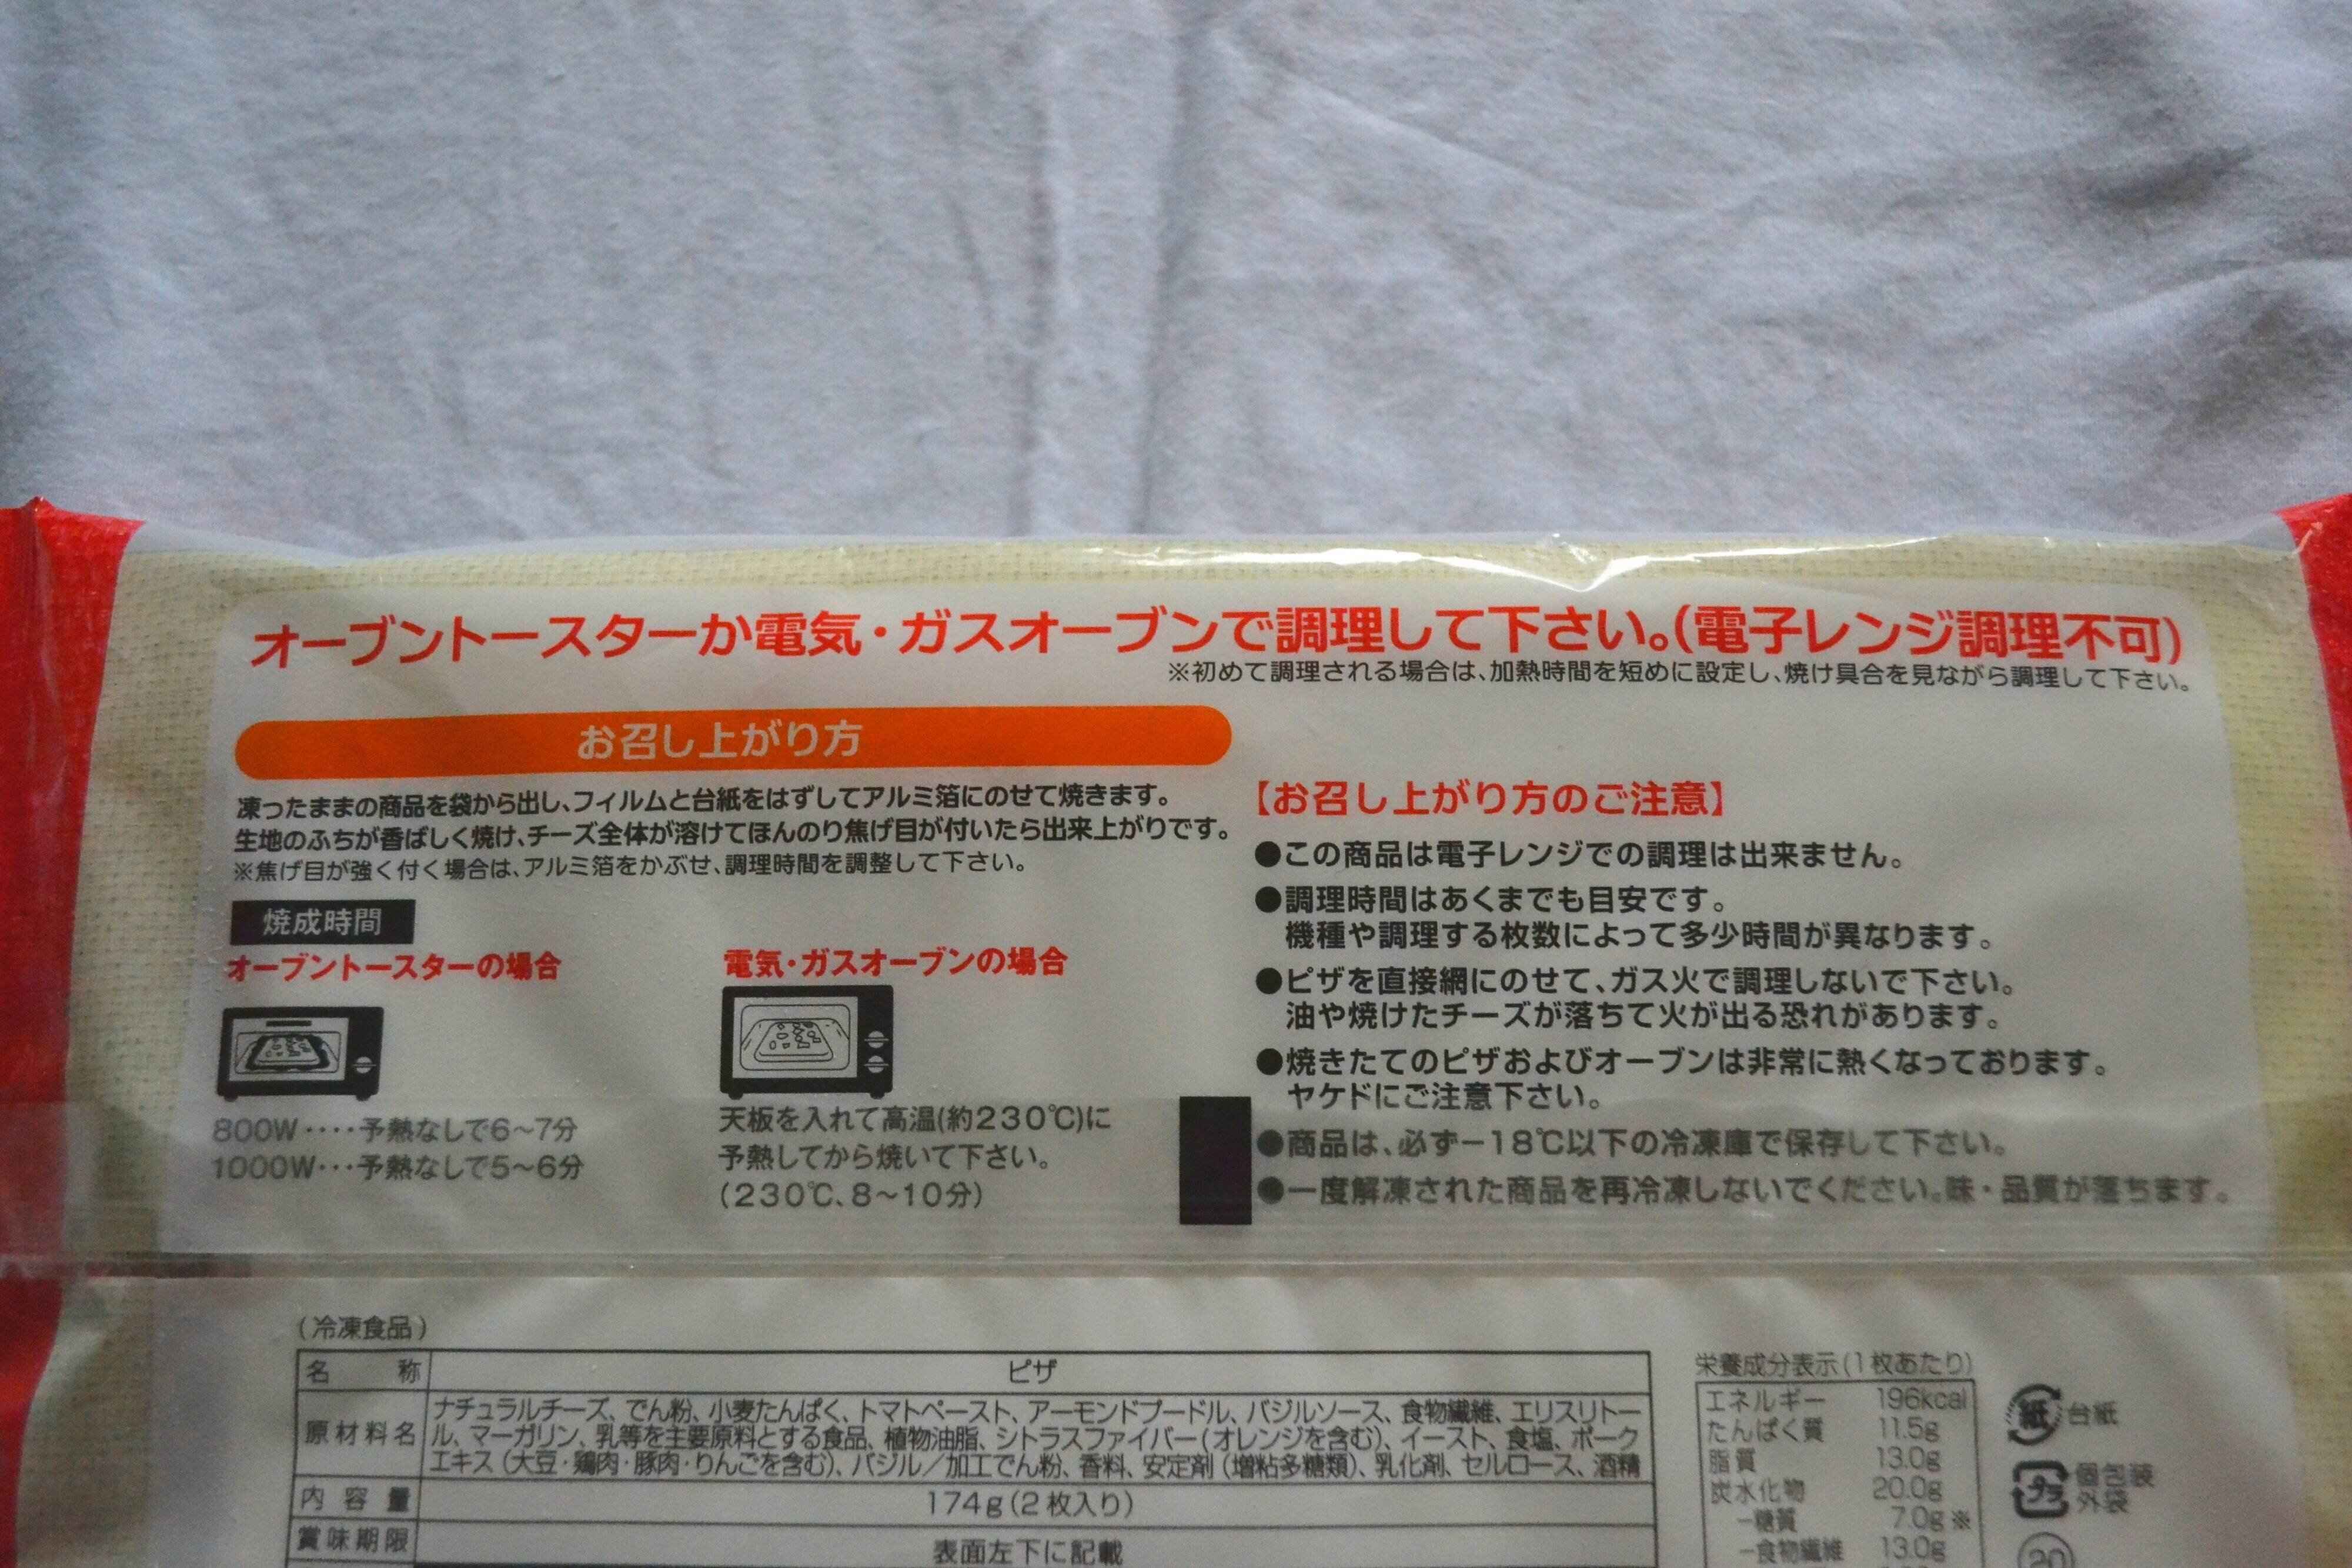 オーブントースターか電気・ガスオーブンで調理して下さい。(電子レンジ調理不可)
※初めて調理される場合は、加熱時間を短めに設定し、焼け具合を見ながら調理して下さい。
お召し上がり方
凍ったままの商品を袋から出し、フィルムと台紙をはずしてアルミ箔にのせて焼きます。
生地のふちが香ばしく焼け、チーズ全体が溶けてほんのり焦げ目が付いたら出来上がりです。
※焦げ目が強く付く場合は、アルミ箔をかぶせ、調理時間を調整して下さい。
焼成時間
オーブントースターの場合
800W・・・・予熱なしで6〜7分
1000W・・・予熱なしで5〜6分
電気・ガスオーブンの場合
天板を入れて高温(約230℃)に
予熱してから焼いて下さい。
(230℃、8〜10分)
【お召し上がり方のご注意】
●この商品は電子レンジでの調理は出来ません。
●調理時間はあくまでも目安です。
機種や調理する枚数によって多少時間が異なります。
●ピザを直接網にのせて、ガス火で調理しないで下さい。
油や焼けたチーズが落ちて火が出る恐れがあります。
●焼きたてのピザおよびオーブンは非常に熱くなっております。
ヤケドにご注意下さい。
●商品は、必ず−18℃以下の冷凍庫で保存して下さい。
●一度解凍された商品を再冷凍しないでください。味・品質が落ちます。
(冷凍食品)
名称 ピザ
原材料名 ナチュラルチーズ、でん粉、小麦たんぱく、トマトペースト、アーモンドプードル、バジルソース、食物繊維、エリスリトー
ル、マーガリン、乳等を主要原料とする食品、植物油脂、シトラスファイバー(オレンジを含む)、イースト、食塩、ポーク
エキス(大豆・鶏肉・豚肉・りんごを含む)、バジル/加工でん粉、香料、安定剤(増粘多糖類)、乳化剤、セルロース、酒精
内容量 174g(2枚入り)
賞味期限 表面左下に記載
栄養成分表示(1枚あたり)
エネルギー 196kcal
たんぱく質 11.5g
脂質 13.0g
炭水化物 20.0g
−糖質 7.0g※
−食物繊維 13.0g
紙 台紙
プラ 個包装
外袋
20